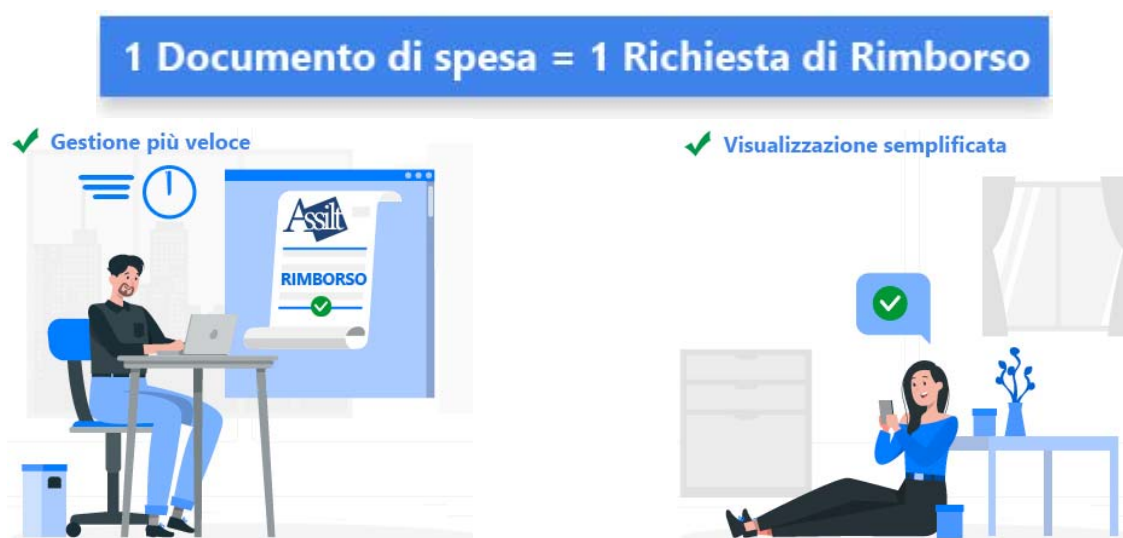 1 Documento di spesa = 1 Richiesta di Rimborso
Gestione più veloce
Visualizzazione semplificata
Assilt
RIMBORSO